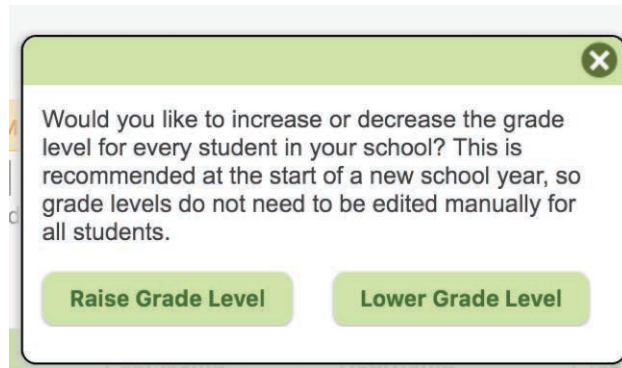 Would you like to increase or decrease the grade
level for every student in your school? This is
recommended at the start of a new school year, so
grade levels do not need to be edited manually for
all students.
Raise Grade Level
Lower Grade Level